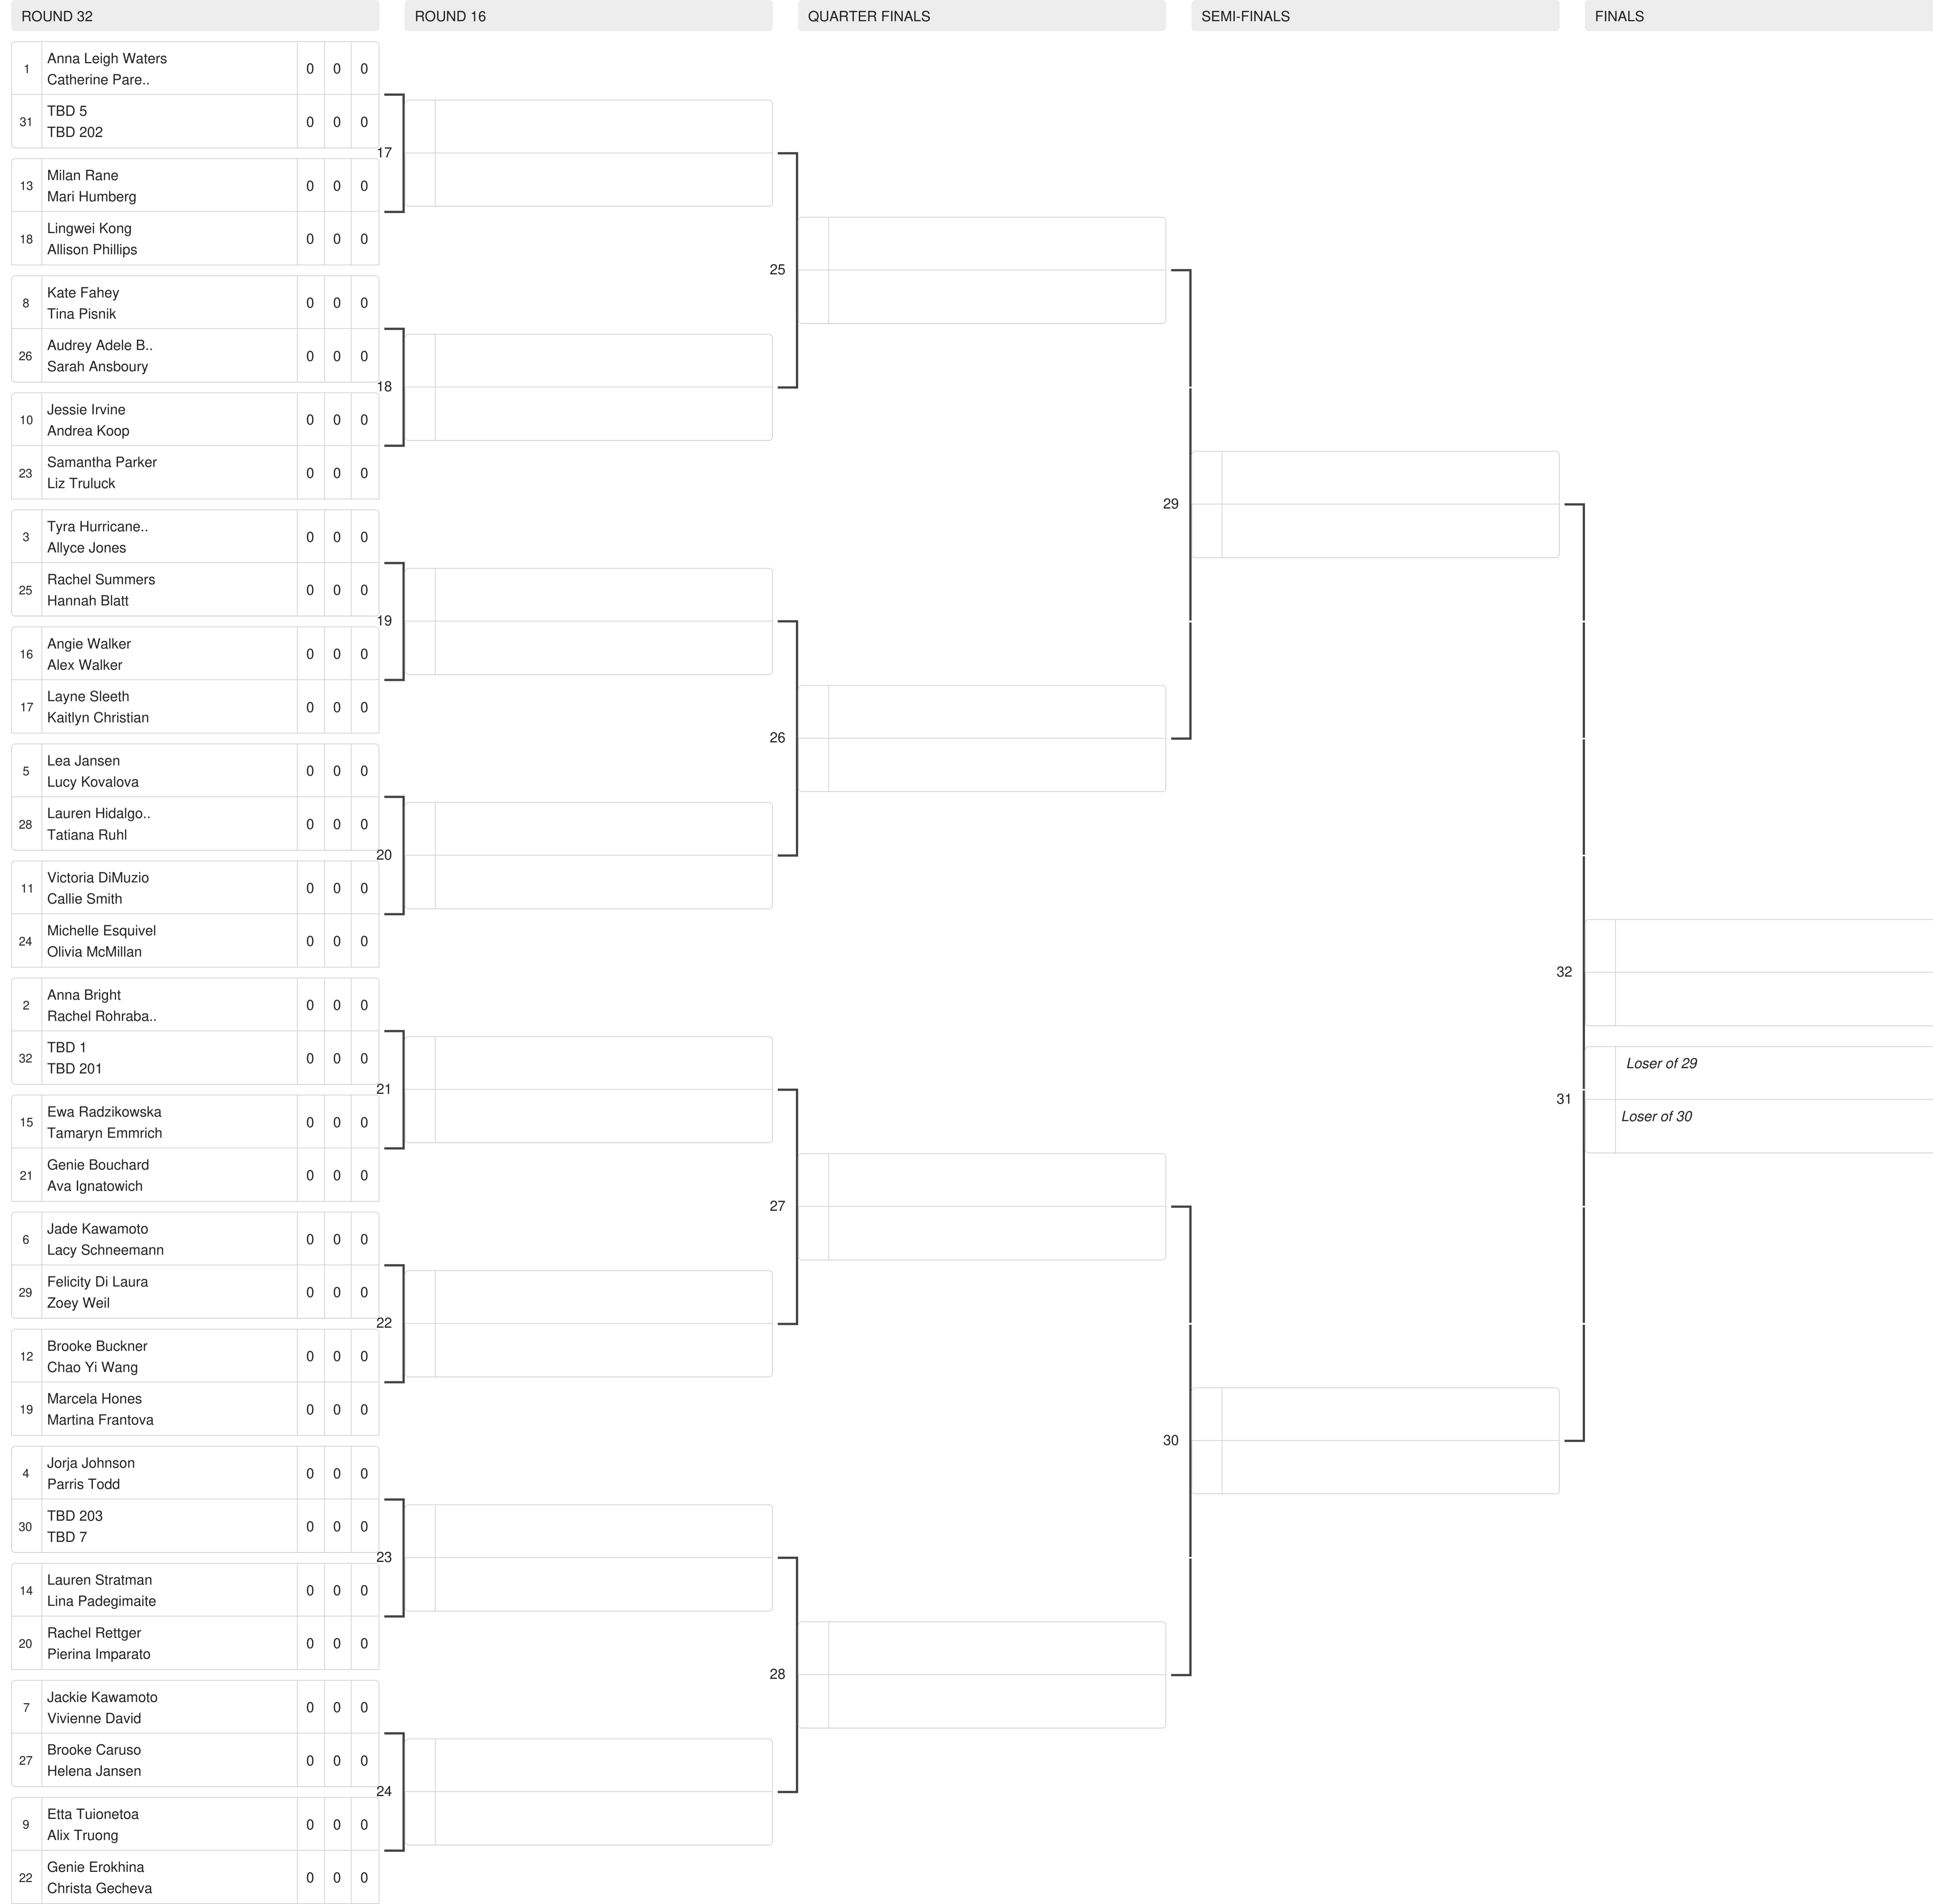 ROUND 32
ROUND 16
QUARTER FINALS
SEMI-FINALS
FINALS
1
Anna Leigh Waters
Catherine Pare..
0 0 0
31
TBD 5
TBD 202
0 0 0
17
13
Milan Rane
Mari Humberg
0 0 0
18
Lingwei Kong
Allison Phillips
0 0 0
25
8
Kate Fahey
Tina Pisnik
0 0 0
26
Audrey Adele B..
Sarah Ansboury
0 0 0
18
10
Jessie Irvine
Andrea Koop
0 0 0
23
Samantha Parker
Liz Truluck
0 0 0
29
3
Tyra Hurricane..
Allyce Jones
0 0 0
25
Rachel Summers
Hannah Blatt
0 0 0
19
16
Angie Walker
Alex Walker
0 0 0
17
Layne Sleeth
Kaitlyn Christian
0 0 0
26
5
Lea Jansen
Lucy Kovalova
0 0 0
28
Lauren Hidalgo..
Tatiana Ruhl
0 0 0
20
11
Victoria DiMuzio
Callie Smith
0 0 0
24
Michelle Esquivel
Olivia McMillan
0 0 0
32
2
Anna Bright
Rachel Rohraba..
0 0 0
32
TBD 1
TBD 201
0 0 0
Loser of 29
21
31
Loser of 30
15
Ewa Radzikowska
Tamaryn Emmrich
0 0 0
21
Genie Bouchard
Ava Ignatowich
0 0 0
27
6
Jade Kawamoto
Lacy Schneemann
0 0 0
29
Felicity Di Laura
Zoey Weil
0 0 0
22
12
Brooke Buckner
Chao Yi Wang
0 0 0
19
Marcela Hones
Martina Frantova
0 0 0
30
4
Jorja Johnson
Parris Todd
0 0 0
30
TBD 203
TBD 7
0 0 0
23
14
Lauren Stratman
Lina Padegimaite
0 0 0
20
Rachel Rettger
Pierina Imparato
0 0 0
28
7
Jackie Kawamoto
Vivienne David
0 0 0
27
Brooke Caruso
Helena Jansen
0 0 0
24
9
Etta Tuionetoa
Alix Truong
0 0 0
22
Genie Erokhina
Christa Gecheva
0 0 0